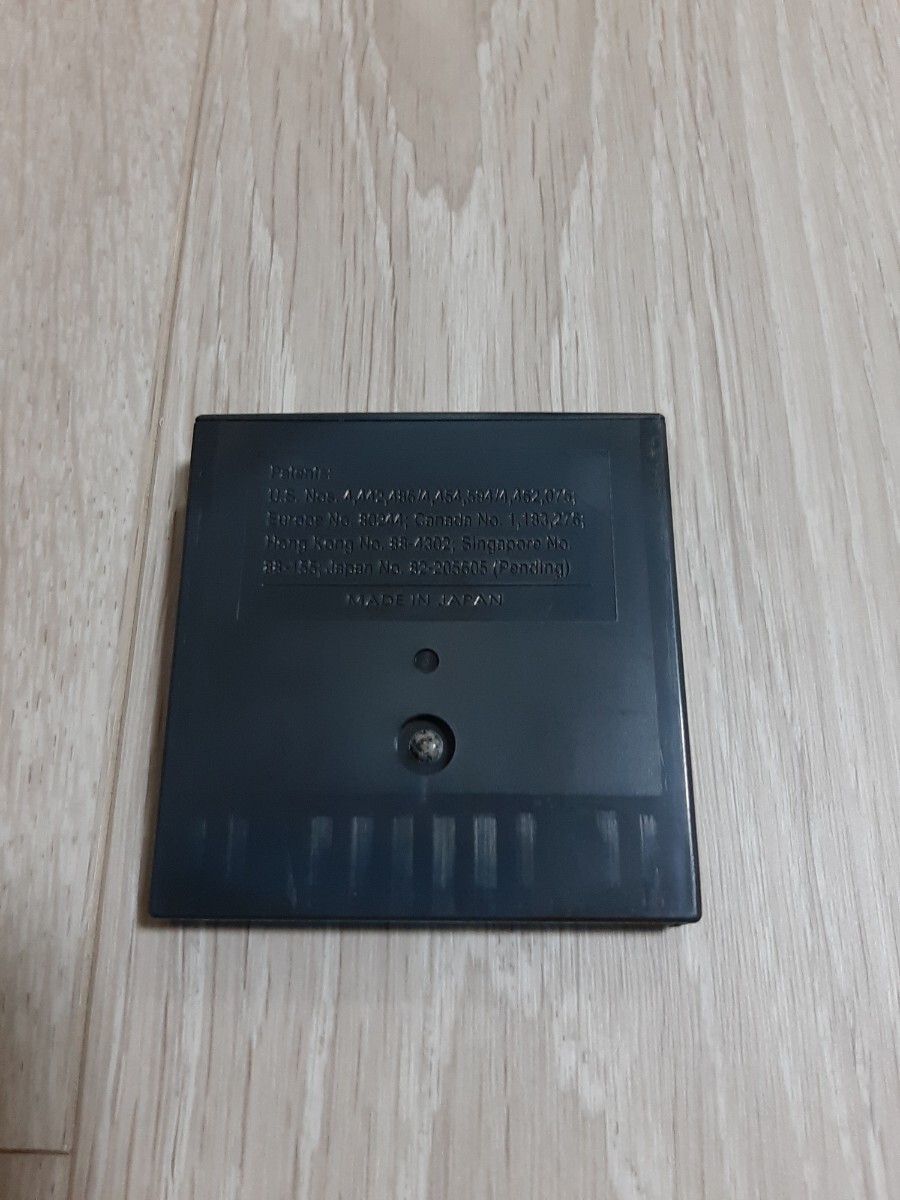 Patents:
U.S. Nos. 4,442,486/4,454,594/4,462,076;
Europe No. 80244; Canada No. 1,183,276;
Hong Kong No. 88-4302; Singapore No.
88-155; Japan No. 82-205605 (Pending)
MADE IN JAPAN